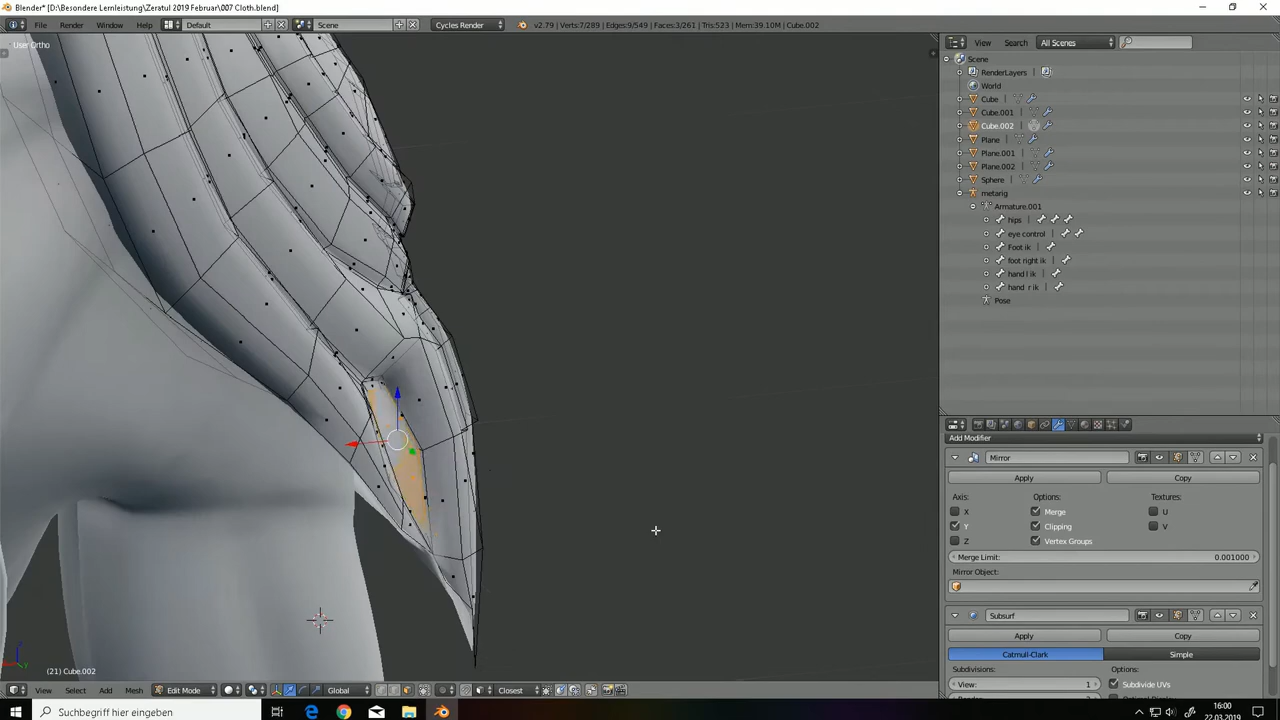 Blender* [D:\Besondere Lernleistung\Zeratul 2019 Februar\007 Cloth.blend]
File Render Window Help Default Scene Cycles Render v2.79 | Verts:7/289 | Edges:9/549 | Faces:3/261 | Tris:523 | Mem:39.10M | Cube.002
View Search All Scenes
User Ortho
Scene
RenderLayers
World
Cube
Cube.001
Cube.002
Plane
Plane.001
Plane.002
Sphere
metarig
Armature.001
hips
eye control
Foot ik
foot right ik
hand l ik
hand r ik
Pose
Add Modifier
Mirror
Apply Copy
Axis: Options: Textures:
X Merge U
Y Clipping V
Z Vertex Groups
Merge Limit: 0.001000
Mirror Object:
Subsurf
Apply Copy
Catmull-Clark Simple
Subdivisions: Options:
View: 1 Subdivide UVs
(21) Cube.002
View Select Add Mesh Edit Mode Global Closest
Suchbegriff hier eingeben
16:00
22.03.2019